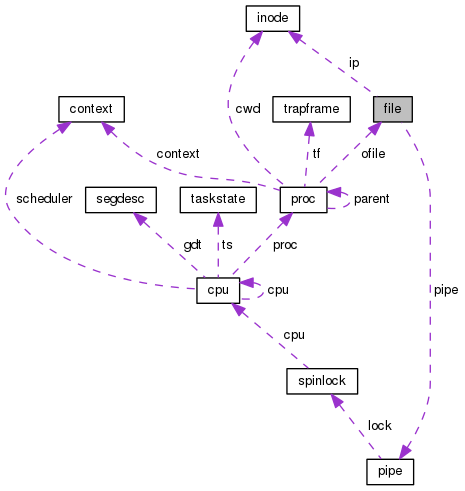 inode
ip
context
cwd
trapframe
file
context
tf
ofile
scheduler
segdesc
taskstate
proc
parent
gdt
ts
proc
cpu
cpu
pipe
cpu
spinlock
lock
pipe